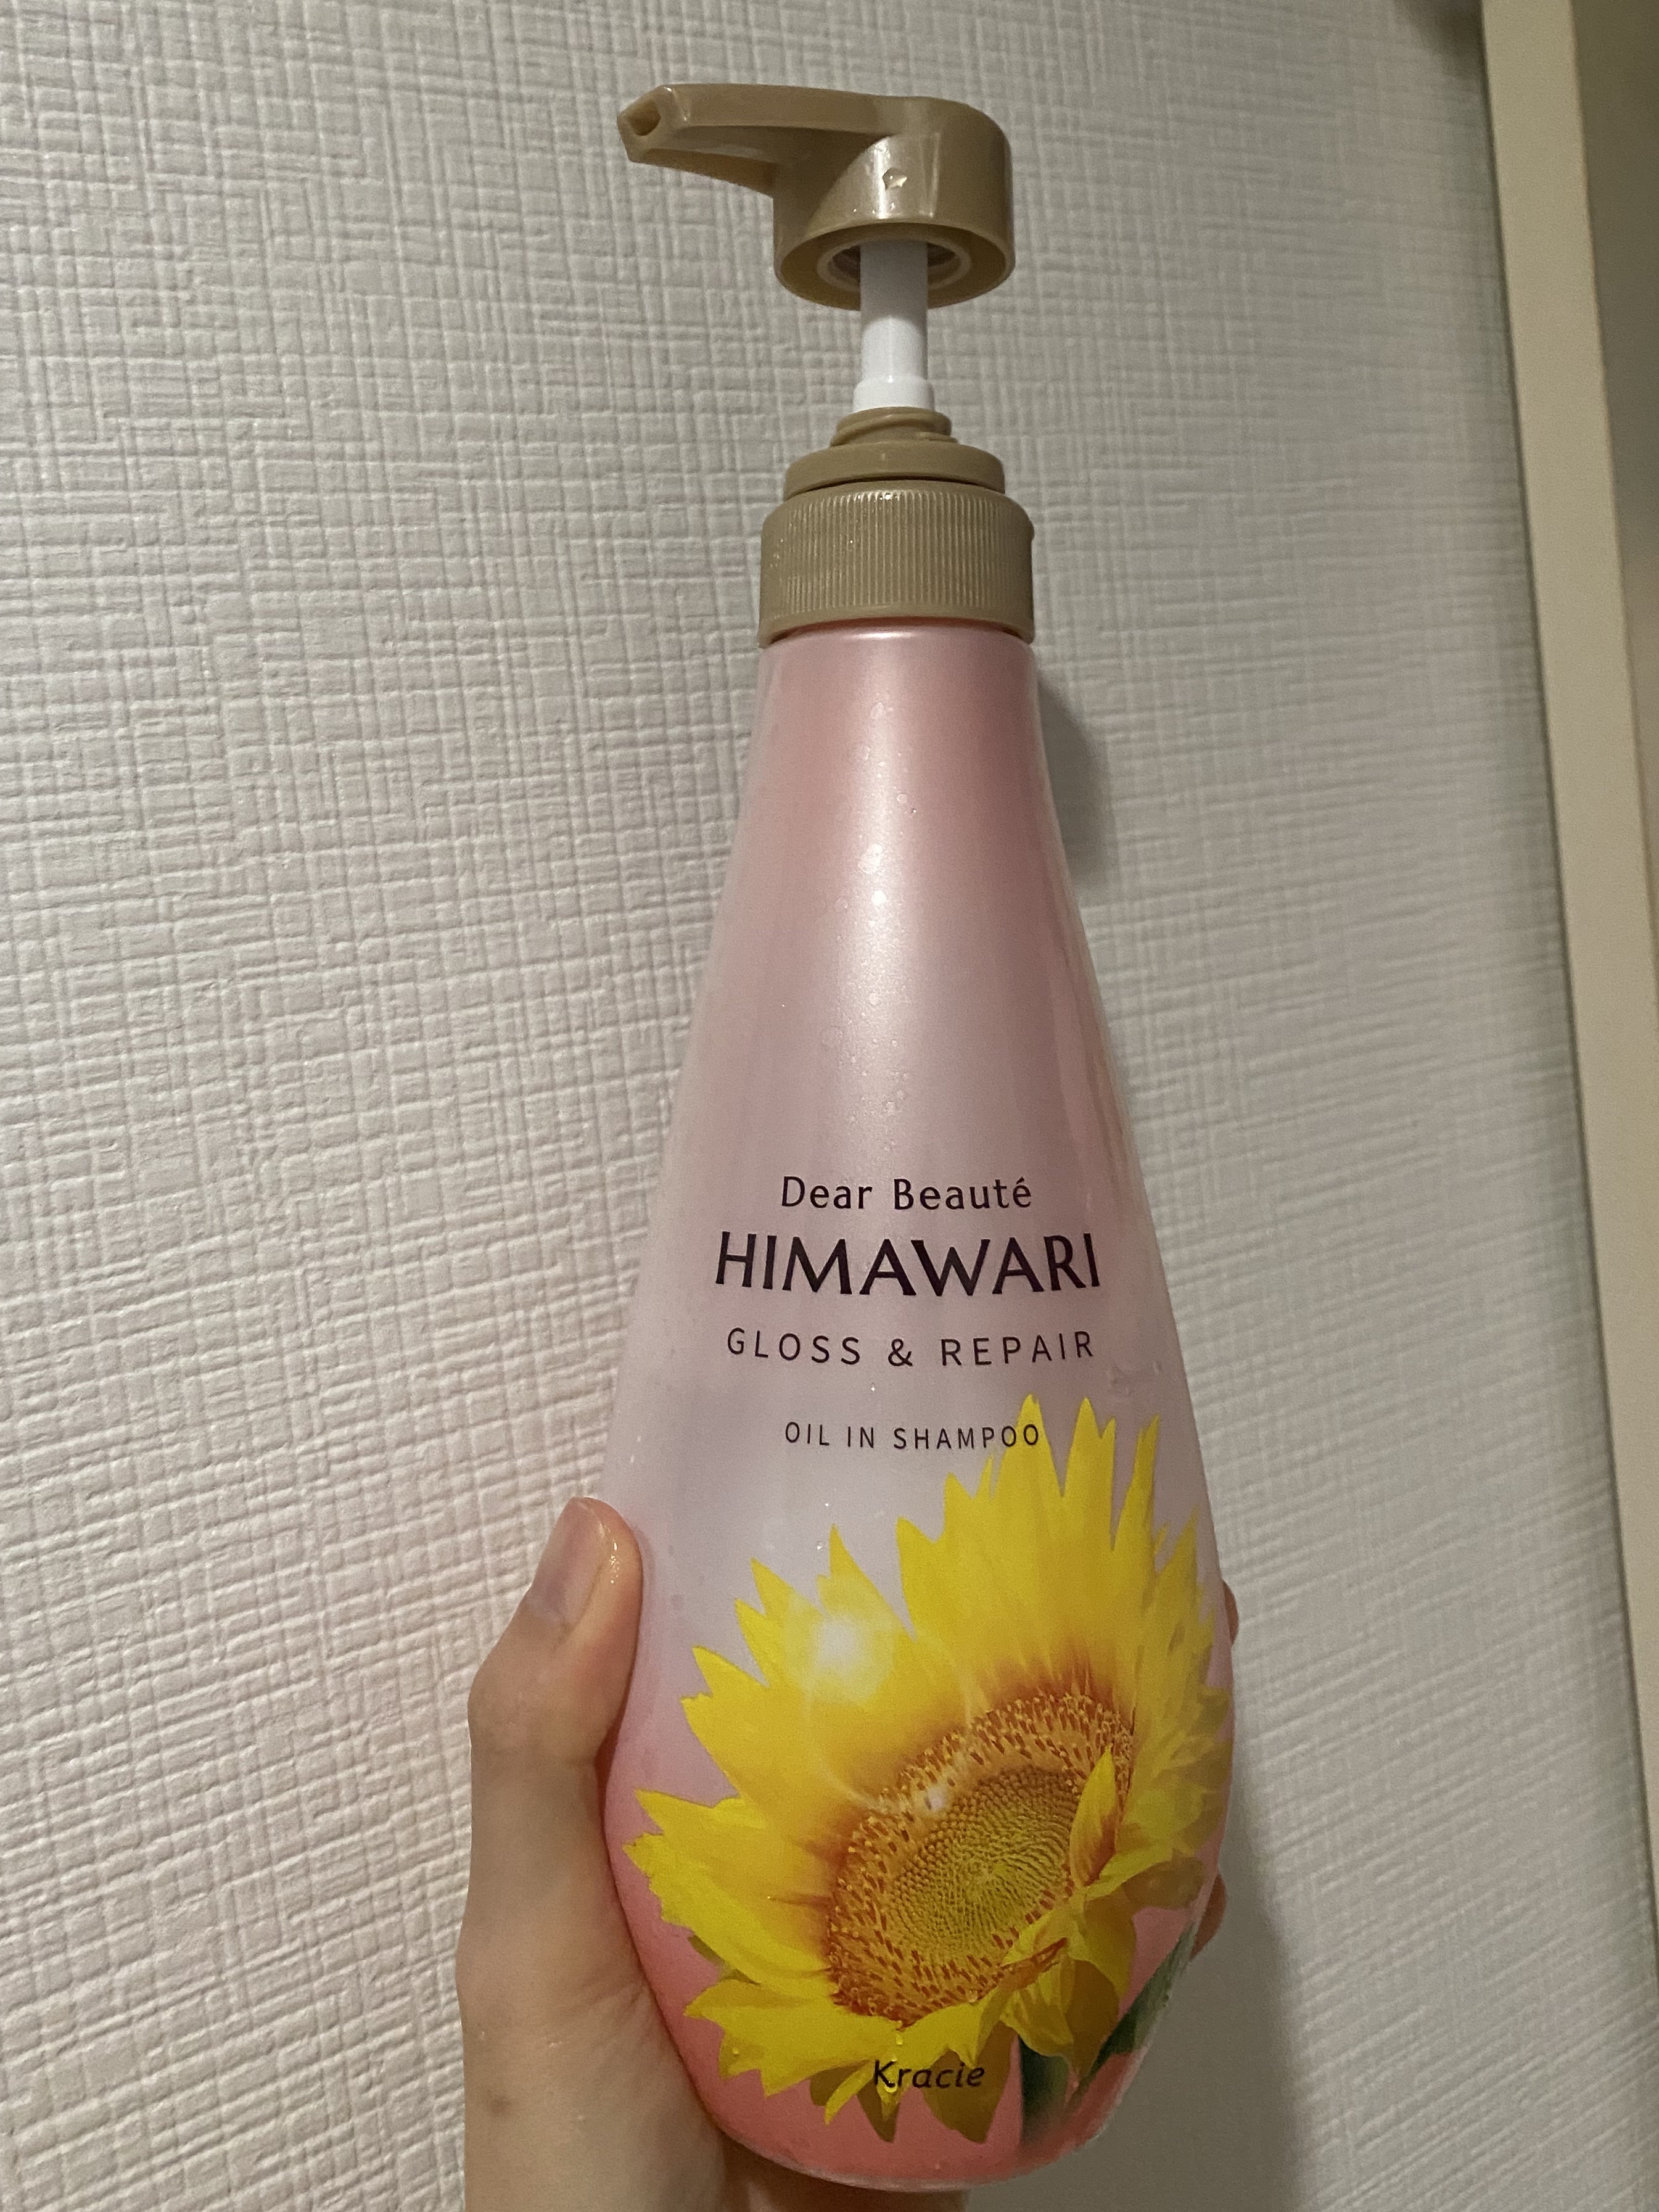 Dear Beauté
HIMAWARI
GLOSS & REPAIR
OIL IN SHAMPOO
Kracie